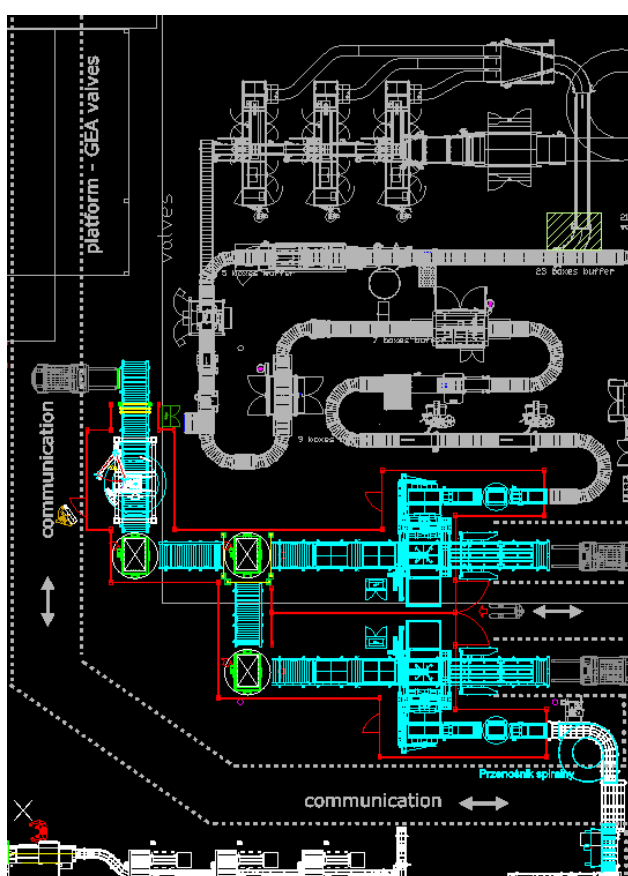 platform - GEA valves
valves
5 boxes buffer
23 boxes buffer
7 boxes buffer
9 boxes
communication
Przenośnik spiralny
communication